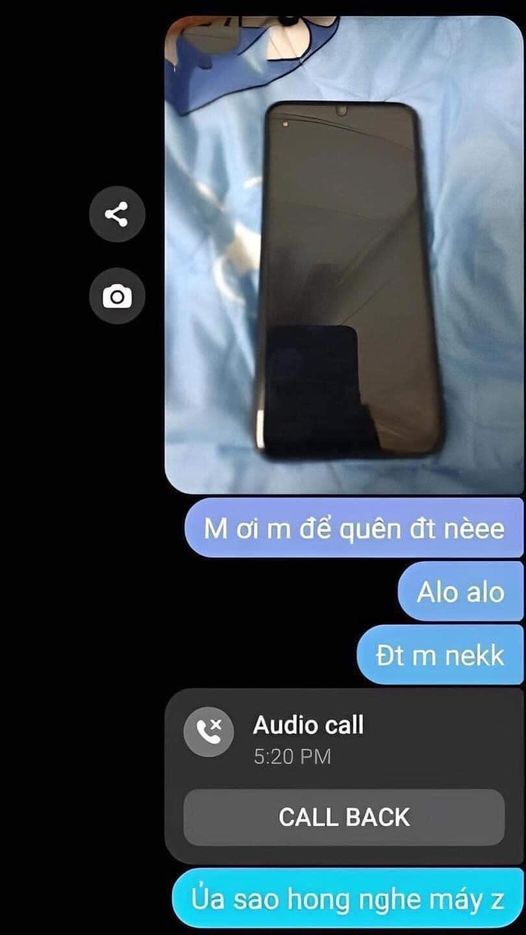 M ơi m để quên đt nèee
Alo alo
Đt m nekk
Audio call
5:20 PM
CALL BACK
Ủa sao hong nghe máy z